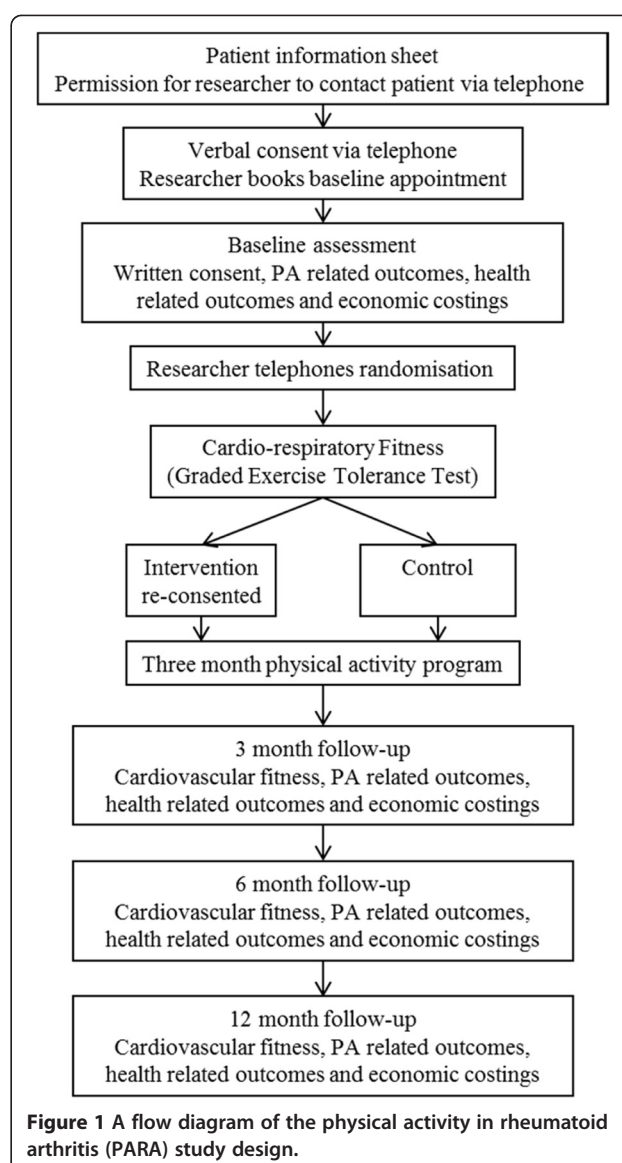 Patient information sheet
Permission for researcher to contact patient via telephone
Verbal consent via telephone
Researcher books baseline appointment
Baseline assessment
Written consent, PA related outcomes, health
related outcomes and economic costings
Researcher telephones randomisation
Cardio-respiratory Fitness
(Graded Exercise Tolerance Test)
Intervention
re-consented
Control
Three month physical activity program
3 month follow-up
Cardiovascular fitness, PA related outcomes,
health related outcomes and economic costings
6 month follow-up
Cardiovascular fitness, PA related outcomes,
health related outcomes and economic costings
12 month follow-up
Cardiovascular fitness, PA related outcomes,
health related outcomes and economic costings
Figure 1 A flow diagram of the physical activity in rheumatoid
arthritis (PARA) study design.